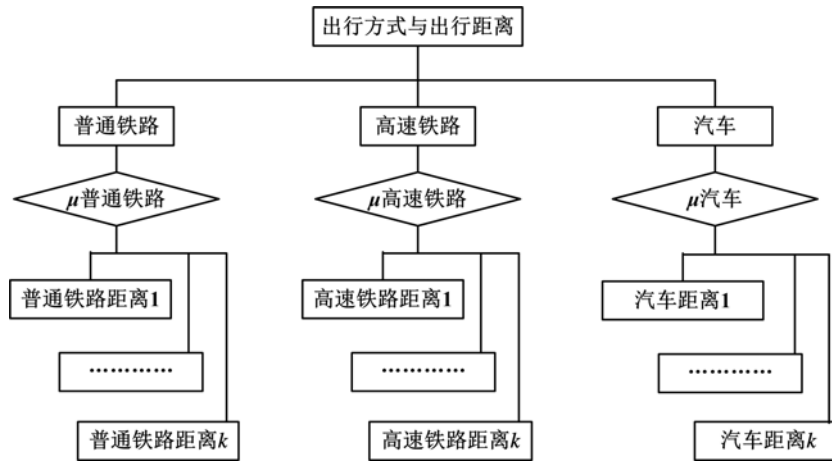 出行方式与出行距离
普通铁路
高速铁路
汽车
μ普通铁路
μ高速铁路
μ汽车
普通铁路距离1
高速铁路距离1
汽车距离1
…………
…………
…………
普通铁路距离k
高速铁路距离k
汽车距离k